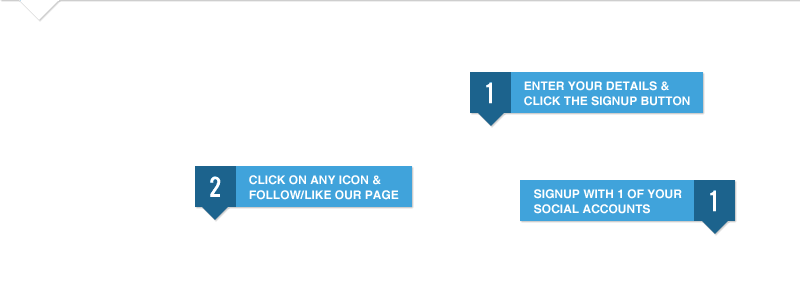 1
ENTER YOUR DETAILS &
CLICK THE SIGNUP BUTTON
2
CLICK ON ANY ICON &
FOLLOW/LIKE OUR PAGE
SIGNUP WITH 1 OF YOUR
SOCIAL ACCOUNTS
1